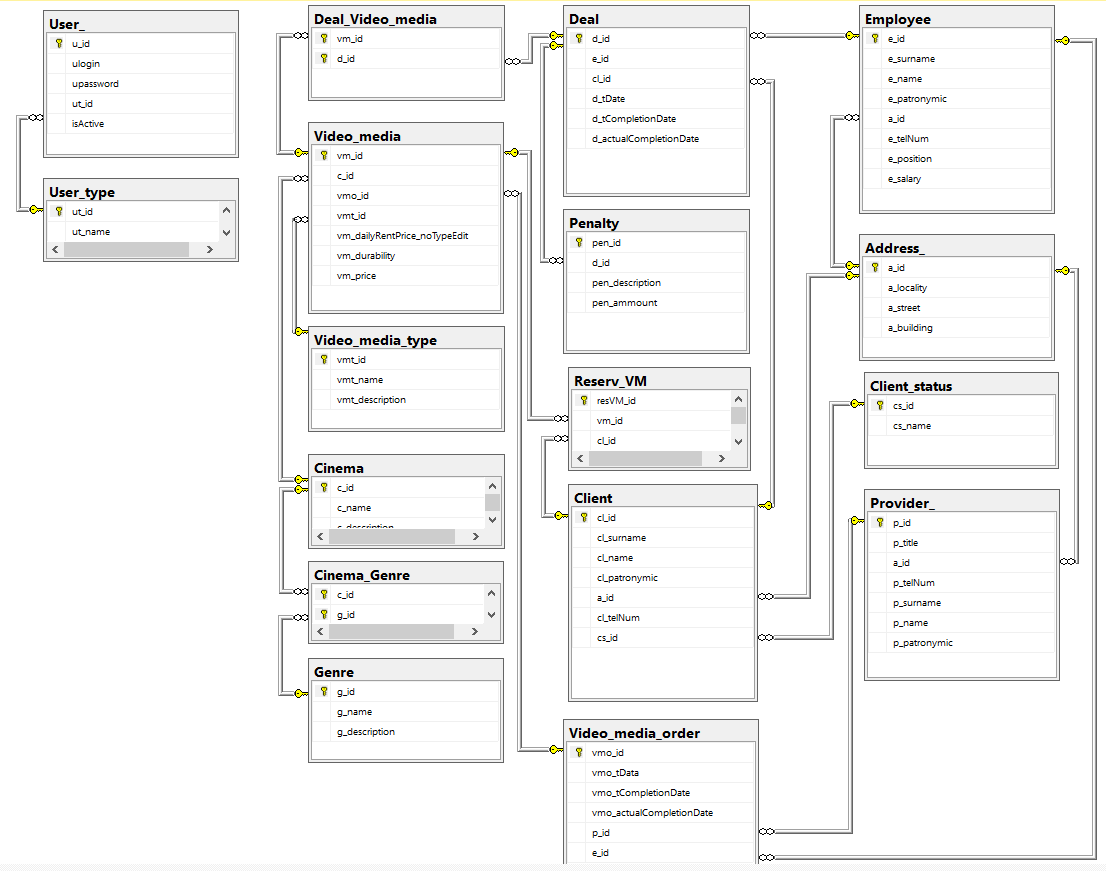 User_
u_id
ulogin
upassword
ut_id
isActive
User_type
ut_id
ut_name
Deal_Video_media
vm_id
d_id
Video_media
vm_id
c_id
vmo_id
vmt_id
vm_dailyRentPrice_noTypeEdit
vm_durability
vm_price
Video_media_type
vmt_id
vmt_name
vmt_description
Cinema
c_id
c_name
c_description
Cinema_Genre
c_id
g_id
Genre
g_id
g_name
g_description
Deal
d_id
e_id
cl_id
d_tDate
d_tCompletionDate
d_actualCompletionDate
Penalty
pen_id
d_id
pen_description
pen_ammount
Reserv_VM
resVM_id
vm_id
cl_id
Client
cl_id
cl_surname
cl_name
cl_patronymic
a_id
cl_telNum
cs_id
Video_media_order
vmo_id
vmo_tData
vmo_tCompletionDate
vmo_actualCompletionDate
p_id
e_id
Employee
e_id
e_surname
e_name
e_patronymic
a_id
e_telNum
e_position
e_salary
Address_
a_id
a_locality
a_street
a_building
Client_status
cs_id
cs_name
Provider_
p_id
p_title
a_id
p_telNum
p_surname
p_name
p_patronymic